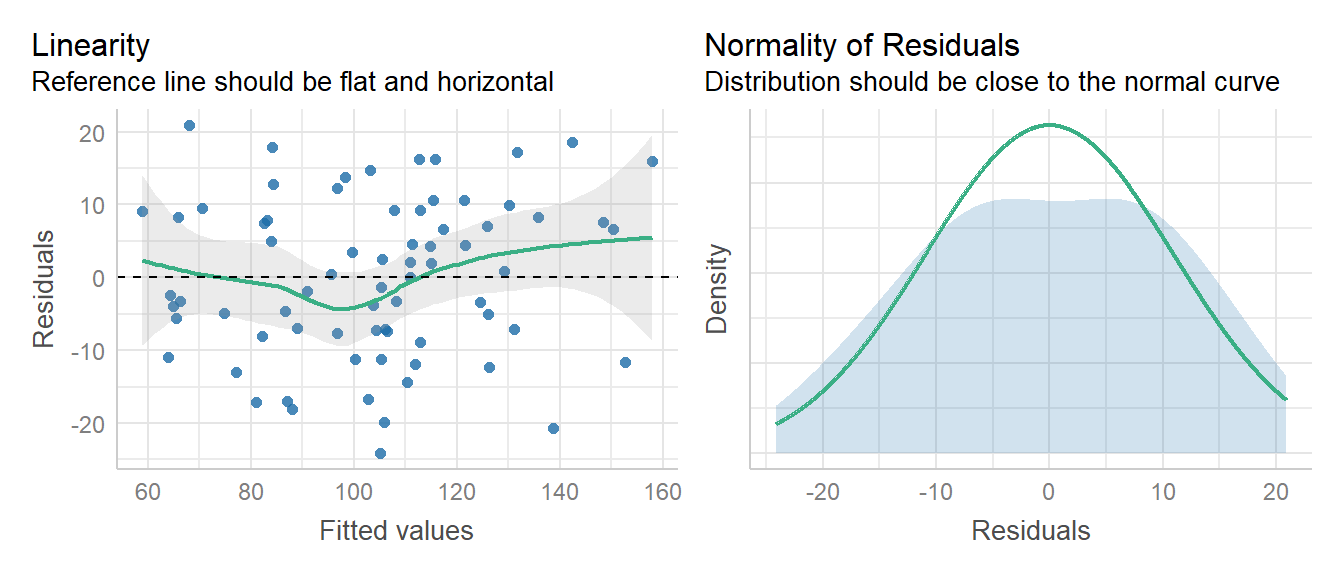 Linearity
Reference line should be flat and horizontal
20
10
0
-10
-20
Residuals
60 80 100 120 140 160
Fitted values
Normality of Residuals
Distribution should be close to the normal curve
Density
-20 -10 0 10 20
Residuals